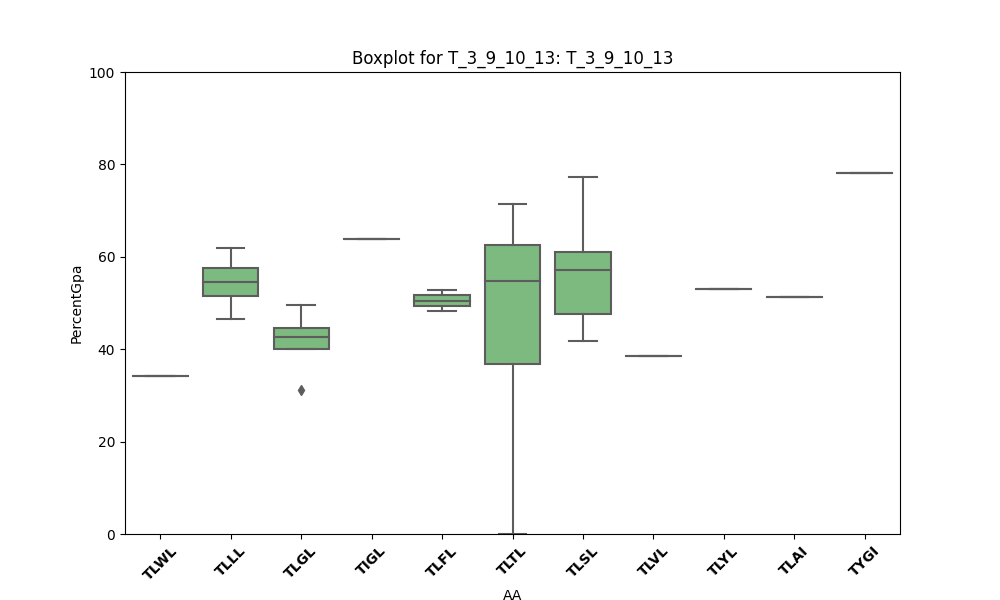 Boxplot for T_3_9_10_13: T_3_9_10_13
100
80
60
40
20
0
PercentGpa
TLWL TLLL TLGL TIGL TLFL TLTL TLSL TLVL TLYL TLAI TYGI
AA